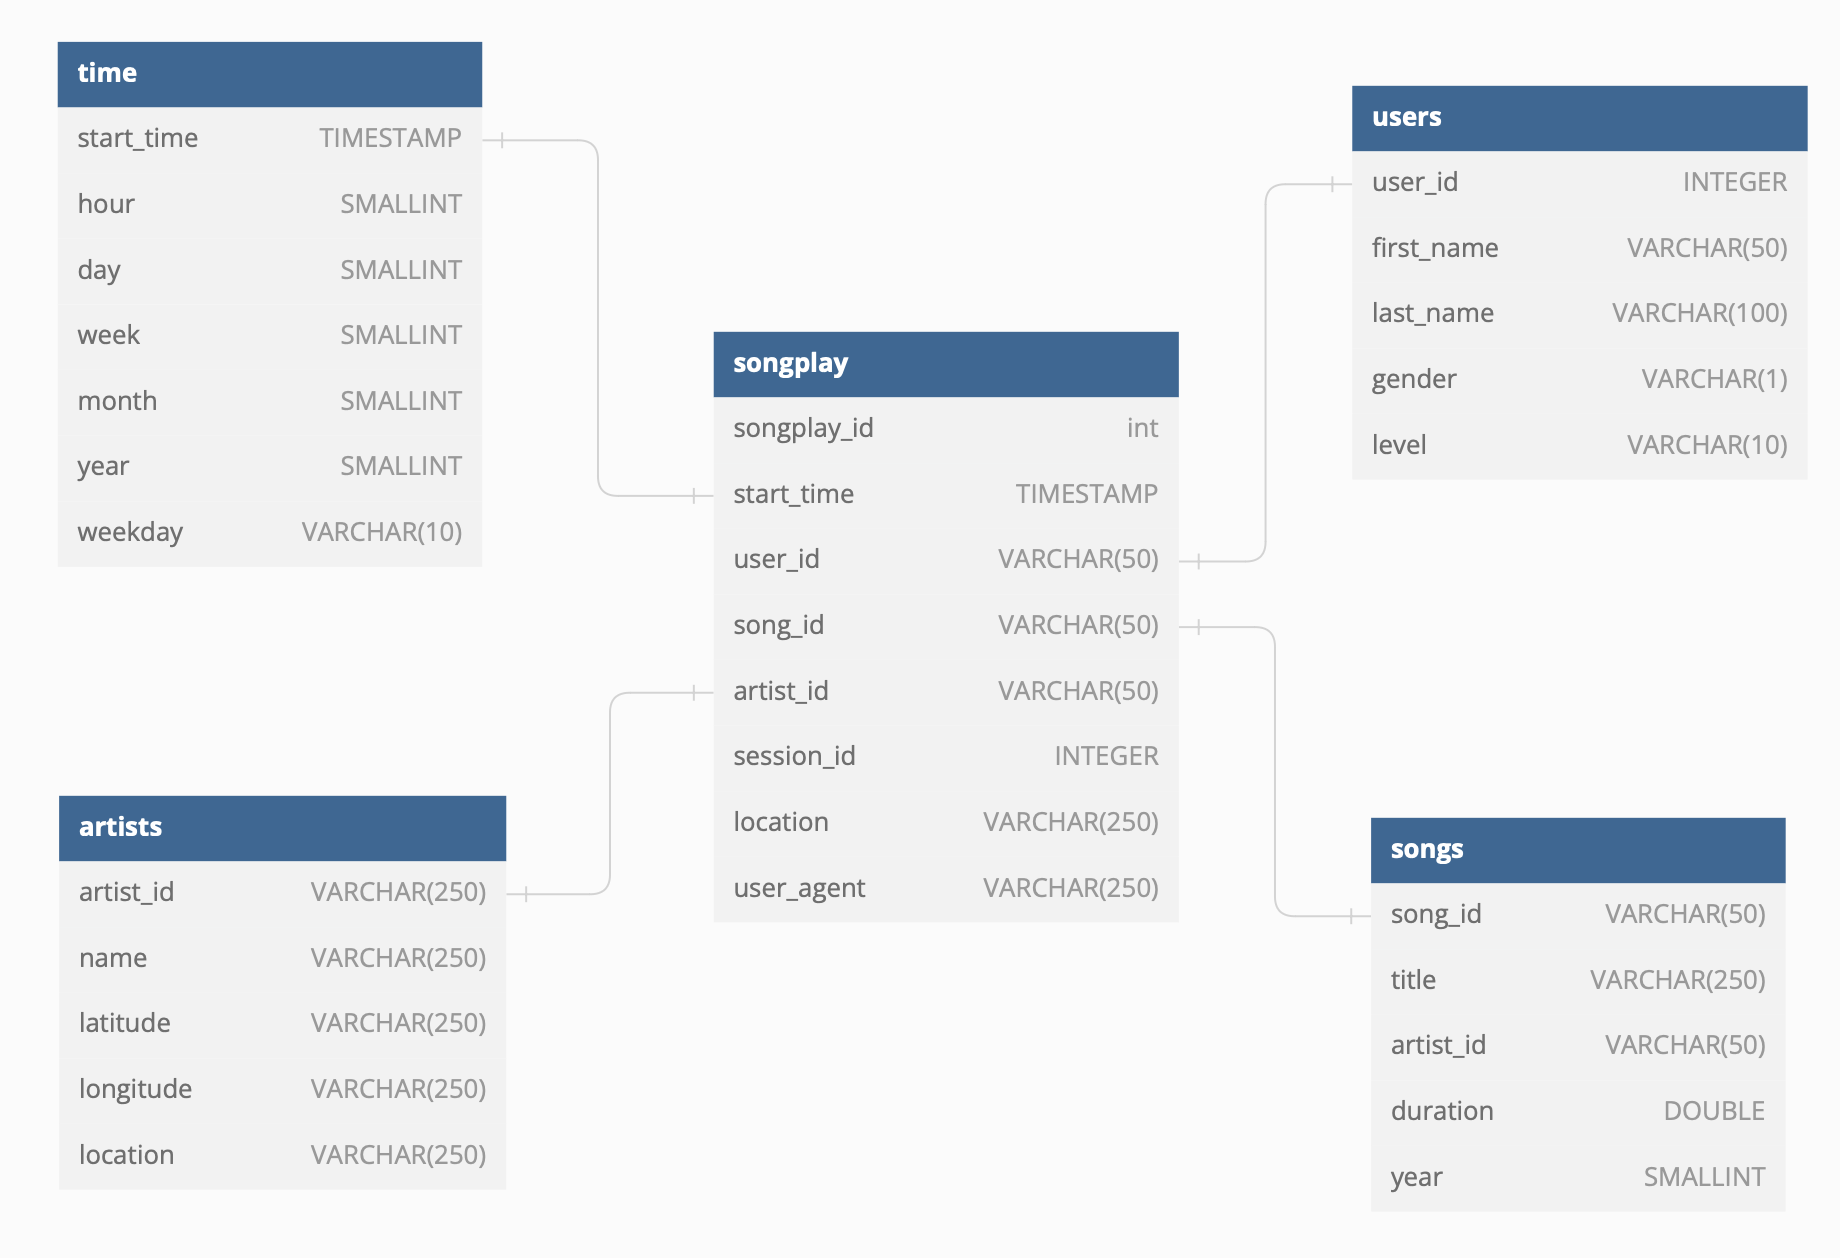 time
start_time TIMESTAMP
hour SMALLINT
day SMALLINT
week SMALLINT
month SMALLINT
year SMALLINT
weekday VARCHAR(10)
users
user_id INTEGER
first_name VARCHAR(50)
last_name VARCHAR(100)
gender VARCHAR(1)
level VARCHAR(10)
songplay
songplay_id int
start_time TIMESTAMP
user_id VARCHAR(50)
song_id VARCHAR(50)
artist_id VARCHAR(50)
session_id INTEGER
location VARCHAR(250)
user_agent VARCHAR(250)
artists
artist_id VARCHAR(250)
name VARCHAR(250)
latitude VARCHAR(250)
longitude VARCHAR(250)
location VARCHAR(250)
songs
song_id VARCHAR(50)
title VARCHAR(250)
artist_id VARCHAR(50)
duration DOUBLE
year SMALLINT